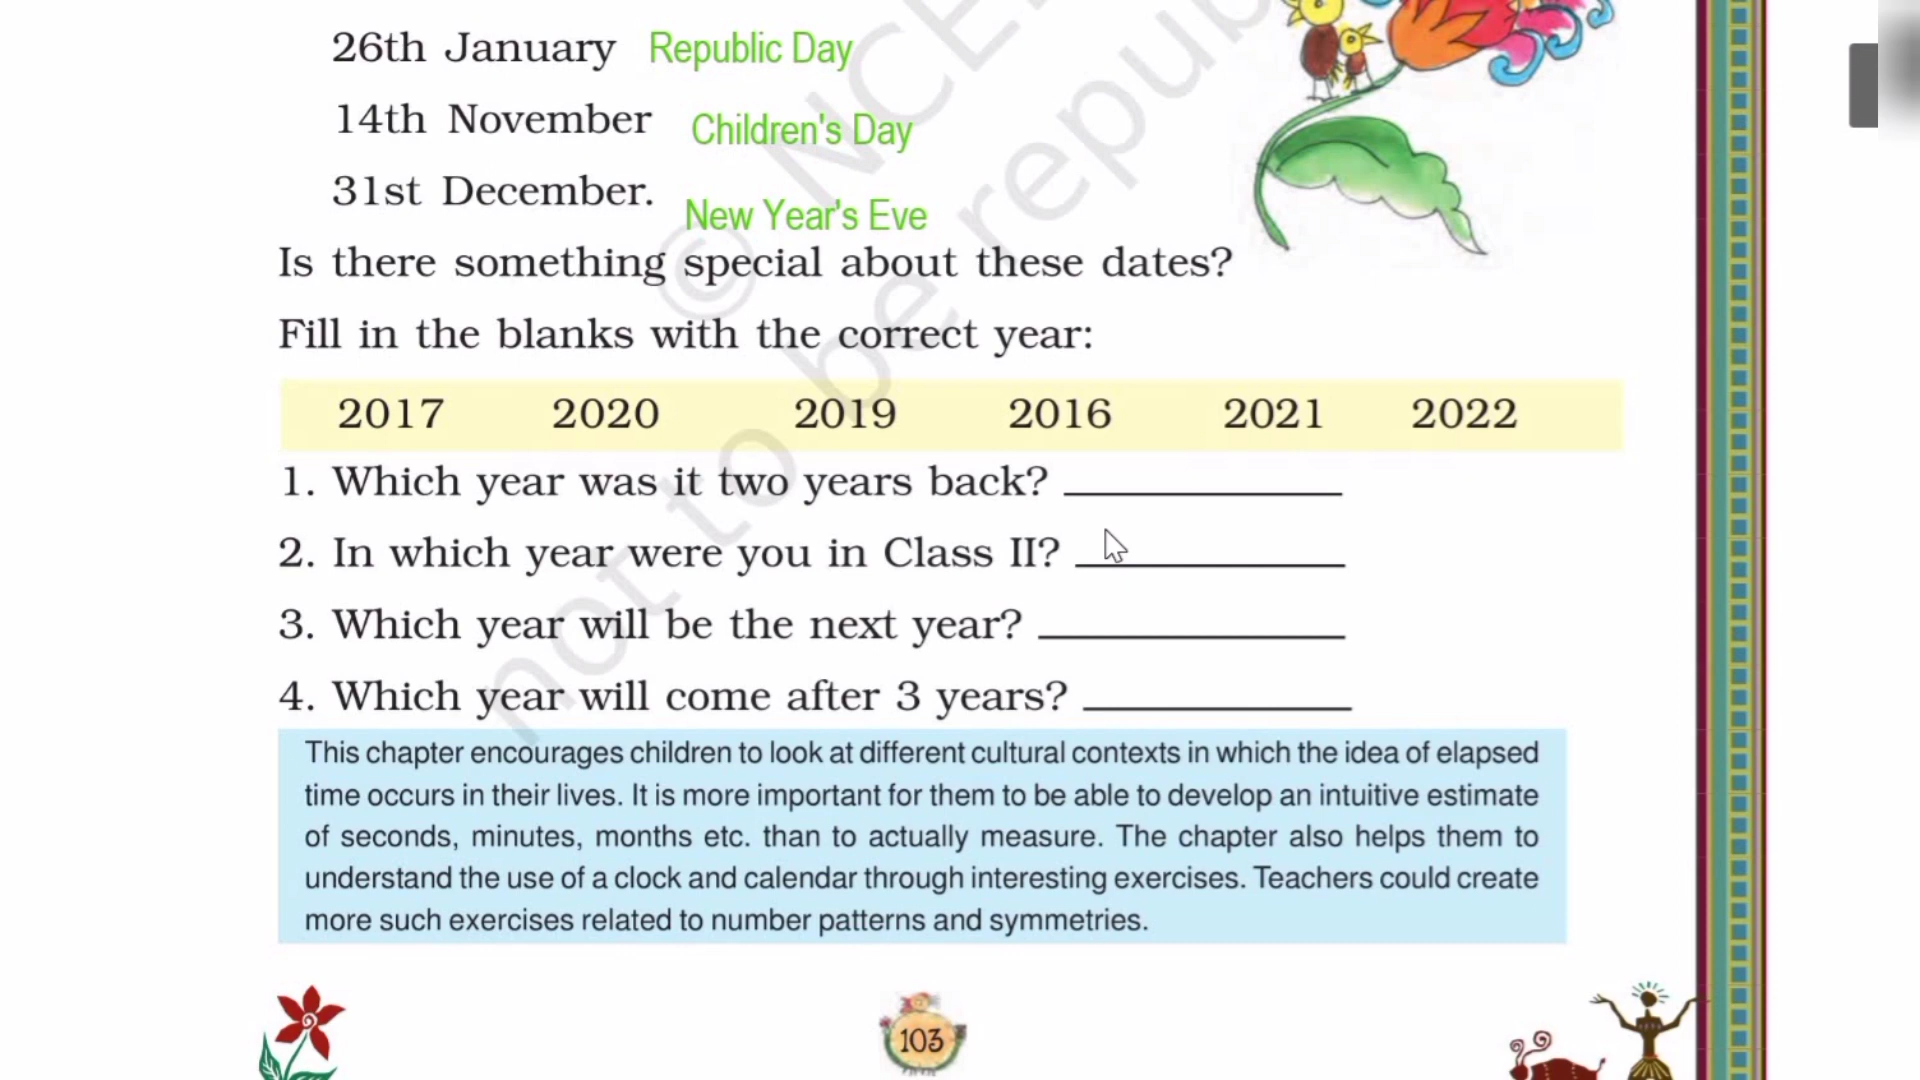 26th January Republic Day
14th November Children's Day
31st December. New Year's Eve
Is there something special about these dates?
Fill in the blanks with the correct year:
2017 2020 2019 2016 2021 2022
1. Which year was it two years back?
2. In which year were you in Class II?
3. Which year will be the next year?
4. Which year will come after 3 years?
This chapter encourages children to look at different cultural contexts in which the idea of elapsed
time occurs in their lives. It is more important for them to be able to develop an intuitive estimate
of seconds, minutes, months etc. than to actually measure. The chapter also helps them to
understand the use of a clock and calendar through interesting exercises. Teachers could create
more such exercises related to number patterns and symmetries.
103
© NCE
not to be repub